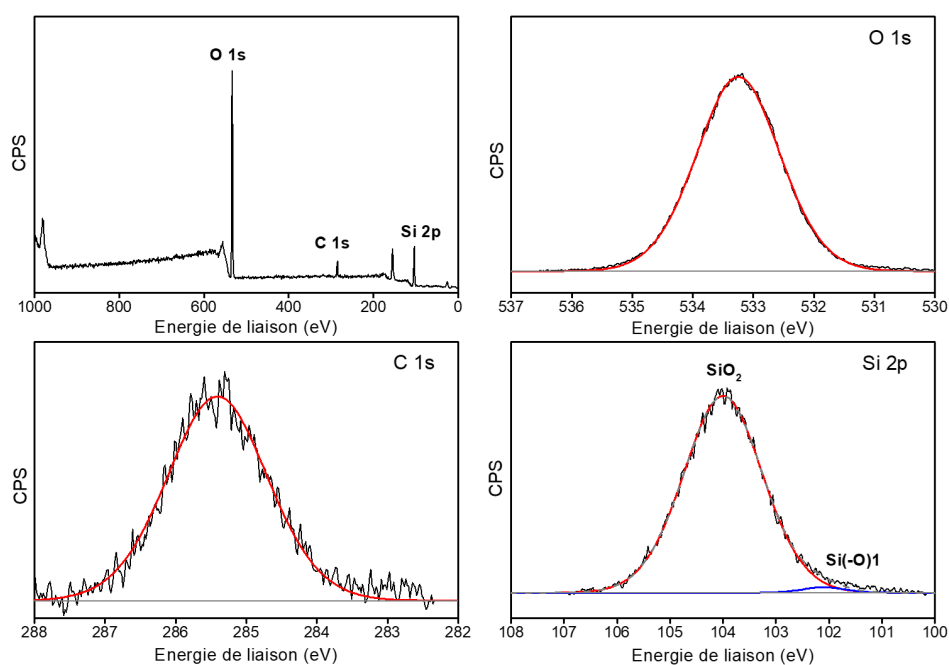 O 1s
C 1s
Si 2p
CPS
1000 800 600 400 200 0
Energie de liaison (eV)
O 1s
CPS
537 536 535 534 533 532 531 530
Energie de liaison (eV)
C 1s
CPS
288 287 286 285 284 283 282
Energie de liaison (eV)
Si 2p
SiO₂
Si(-O)1
CPS
108 107 106 105 104 103 102 101 100
Energie de liaison (eV)